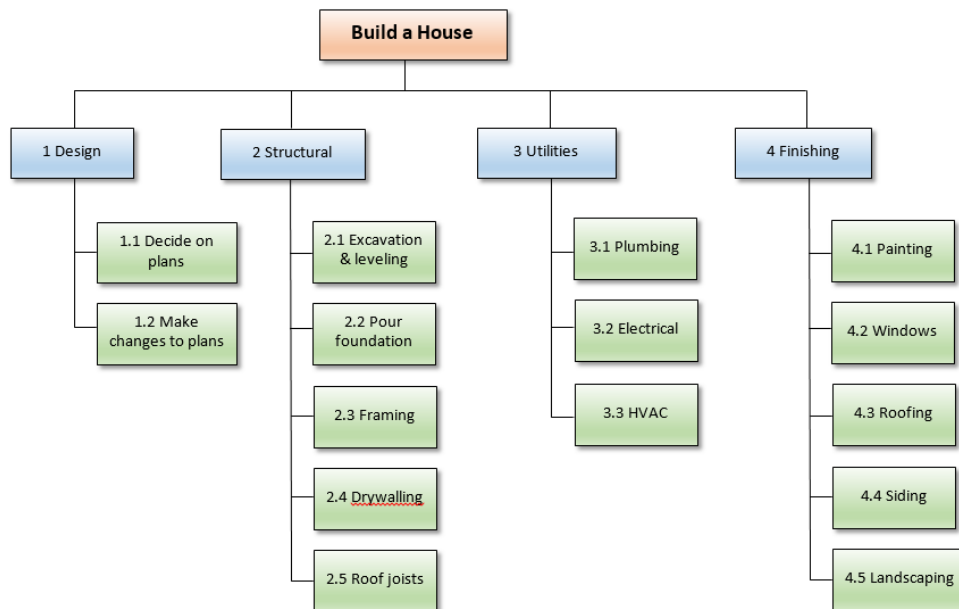 Build a House
1 Design
2 Structural
3 Utilities
4 Finishing
1.1 Decide on
plans
1.2 Make
changes to plans
2.1 Excavation
& leveling
2.2 Pour
foundation
2.3 Framing
2.4 Drywalling
2.5 Roof joists
3.1 Plumbing
3.2 Electrical
3.3 HVAC
4.1 Painting
4.2 Windows
4.3 Roofing
4.4 Siding
4.5 Landscaping